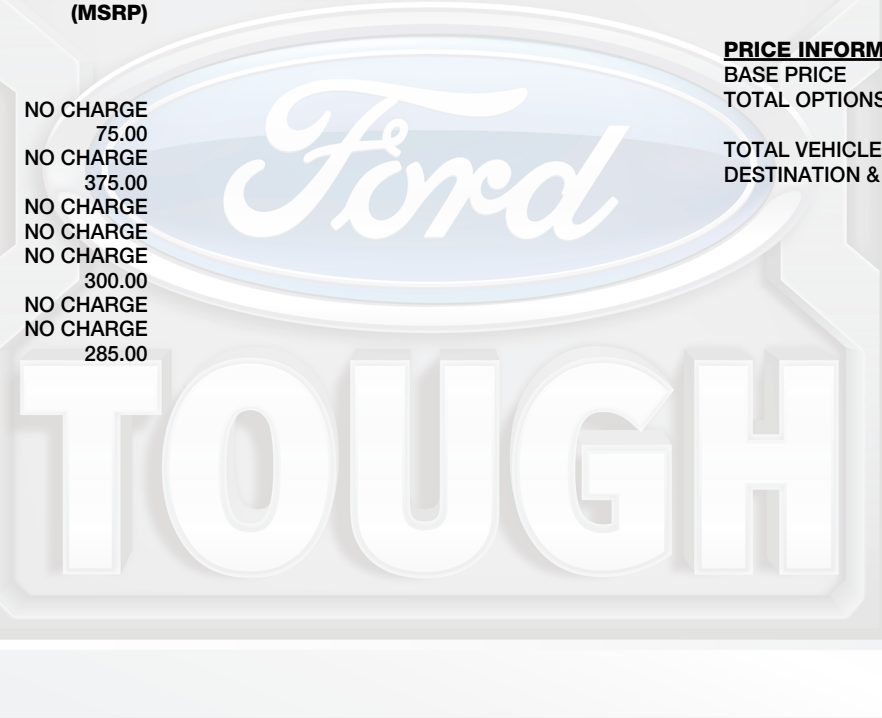 (MSRP)
NO CHARGE
75.00
NO CHARGE
375.00
NO CHARGE
NO CHARGE
NO CHARGE
300.00
NO CHARGE
NO CHARGE
285.00
PRICE INFORM
BASE PRICE
TOTAL OPTIONS
TOTAL VEHICLE
DESTINATION &
Ford
TOUGH